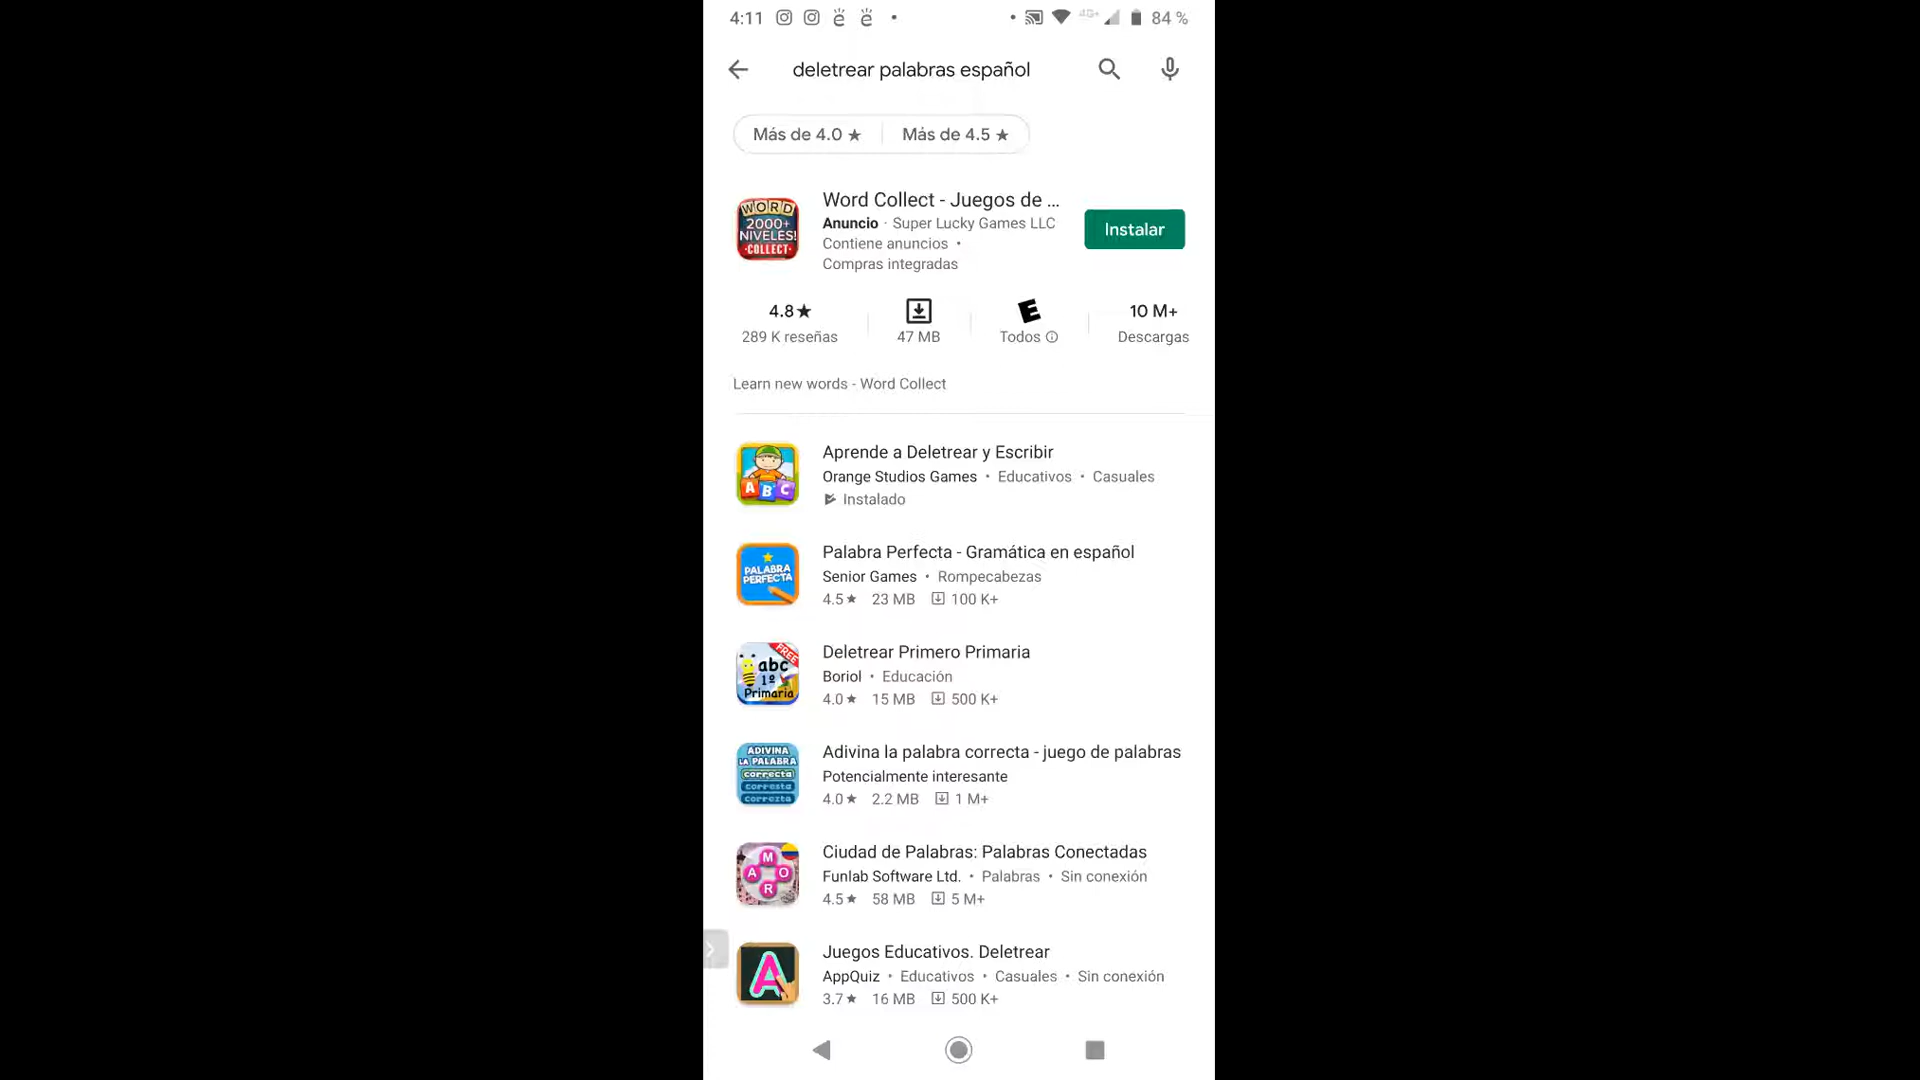 4:11 84 %
deletrear palabras español
Más de 4.0 ★ Más de 4.5 ★
WORD
2000+
NIVELES!
·COLLECT·
Word Collect - Juegos de ...
Anuncio · Super Lucky Games LLC
Contiene anuncios •
Compras integradas
Instalar
4.8★ E 10 M+
289 K reseñas 47 MB Todos Descargas
Learn new words - Word Collect
A B C
Aprende a Deletrear y Escribir
Orange Studios Games • Educativos • Casuales
Instalado
PALABRA
PERFECTA
Palabra Perfecta - Gramática en español
Senior Games • Rompecabezas
4.5★ 23 MB 100 K+
FREE
abc
1º
Primaria
Deletrear Primero Primaria
Boriol • Educación
4.0★ 15 MB 500 K+
ADIVINA
LA PALABRA
correcta
corresta
correzta
Adivina la palabra correcta - juego de palabras
Potencialmente interesante
4.0★ 2.2 MB 1 M+
M
A O
R
Ciudad de Palabras: Palabras Conectadas
Funlab Software Ltd. • Palabras • Sin conexión
4.5★ 58 MB 5 M+
A
Juegos Educativos. Deletrear
AppQuiz • Educativos • Casuales • Sin conexión
3.7★ 16 MB 500 K+